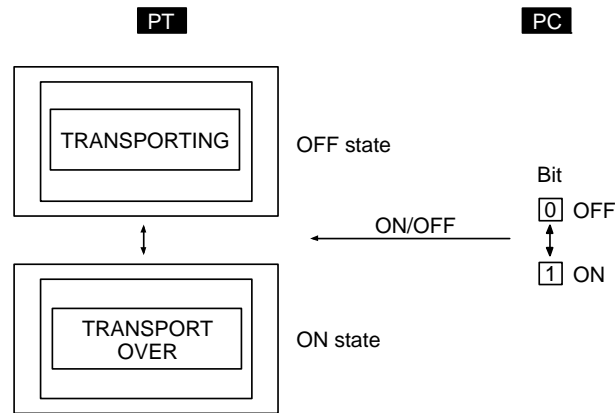 PT
PC
TRANSPORTING
OFF state
Bit
0 OFF
ON/OFF
1 ON
TRANSPORT
OVER
ON state